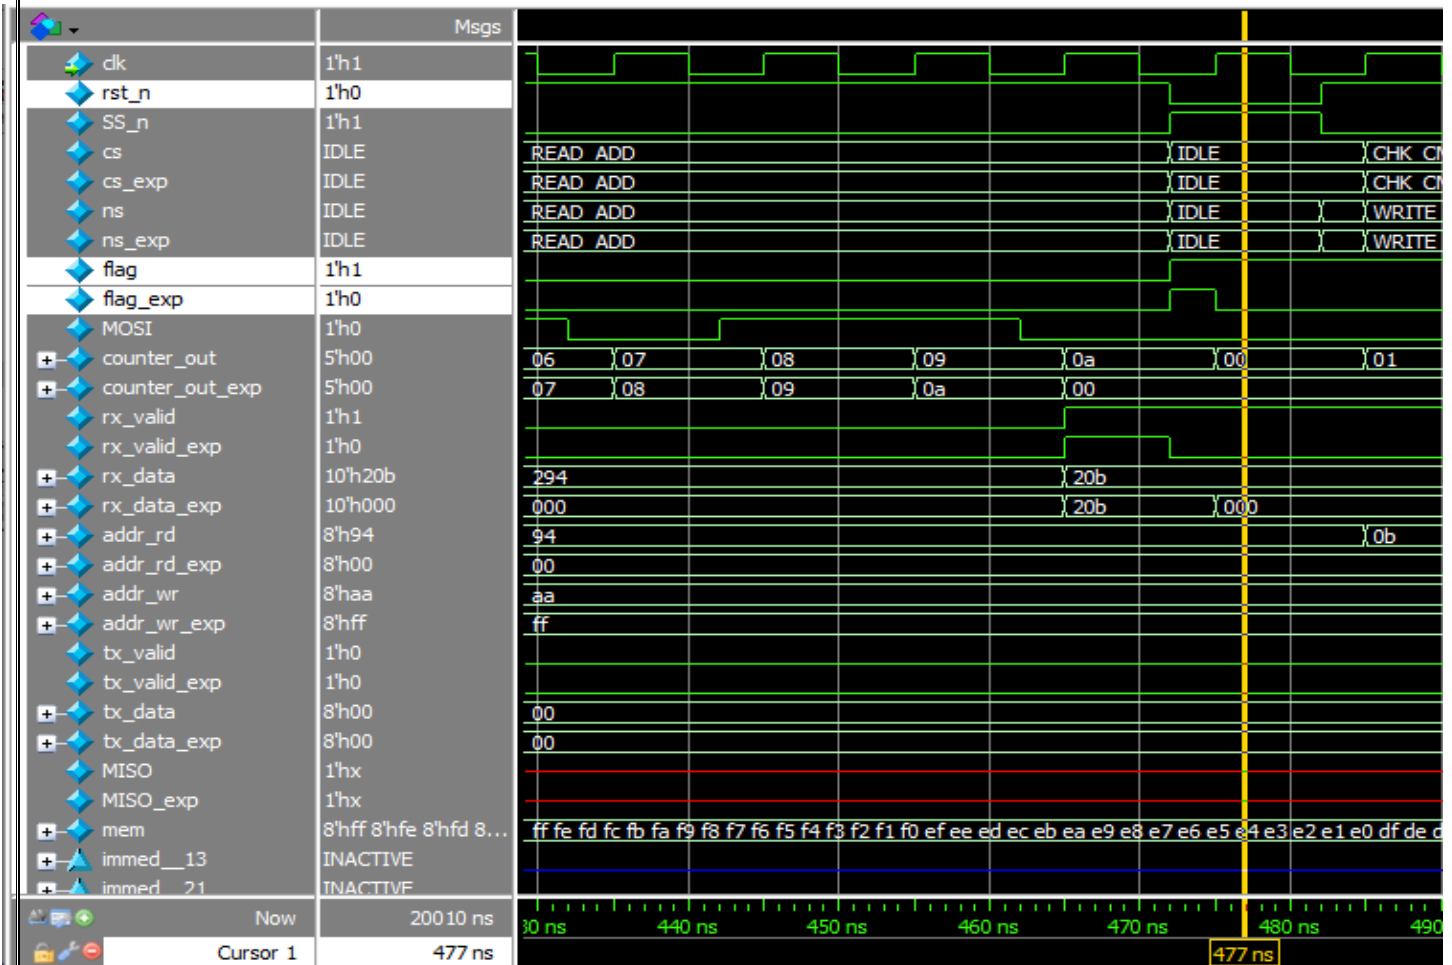 Msgs
clk 1'h1
rst_n 1'h0
SS_n 1'h1
cs IDLE READ_ADD IDLE CHK_CM
cs_exp IDLE READ_ADD IDLE CHK_CM
ns IDLE READ_ADD IDLE WRITE
ns_exp IDLE READ_ADD IDLE WRITE
flag 1'h1
flag_exp 1'h0
MOSI 1'h0
counter_out 5'h00 06 07 08 09 0a 00 01
counter_out_exp 5'h00 07 08 09 0a 00
rx_valid 1'h1
rx_valid_exp 1'h0
rx_data 10'h20b 294 20b
rx_data_exp 10'h000 000 20b 000
addr_rd 8'h94 94 0b
addr_rd_exp 8'h00 00
addr_wr 8'haa aa
addr_wr_exp 8'hff ff
tx_valid 1'h0
tx_valid_exp 1'h0
tx_data 8'h00 00
tx_data_exp 8'h00 00
MISO 1'hx
MISO_exp 1'hx
mem 8'hff 8'hfe 8'hfd 8... ff fe fd fc fb fa f9 f8 f7 f6 f5 f4 f3 f2 f1 f0 ef ee ed ec eb ea e9 e8 e7 e6 e5 e4 e3 e2 e1 e0 df de d
immed__13 INACTIVE
immed__21 INACTIVE
Now 20010 ns 30 ns 440 ns 450 ns 460 ns 470 ns 480 ns 490
Cursor 1 477 ns 477 ns